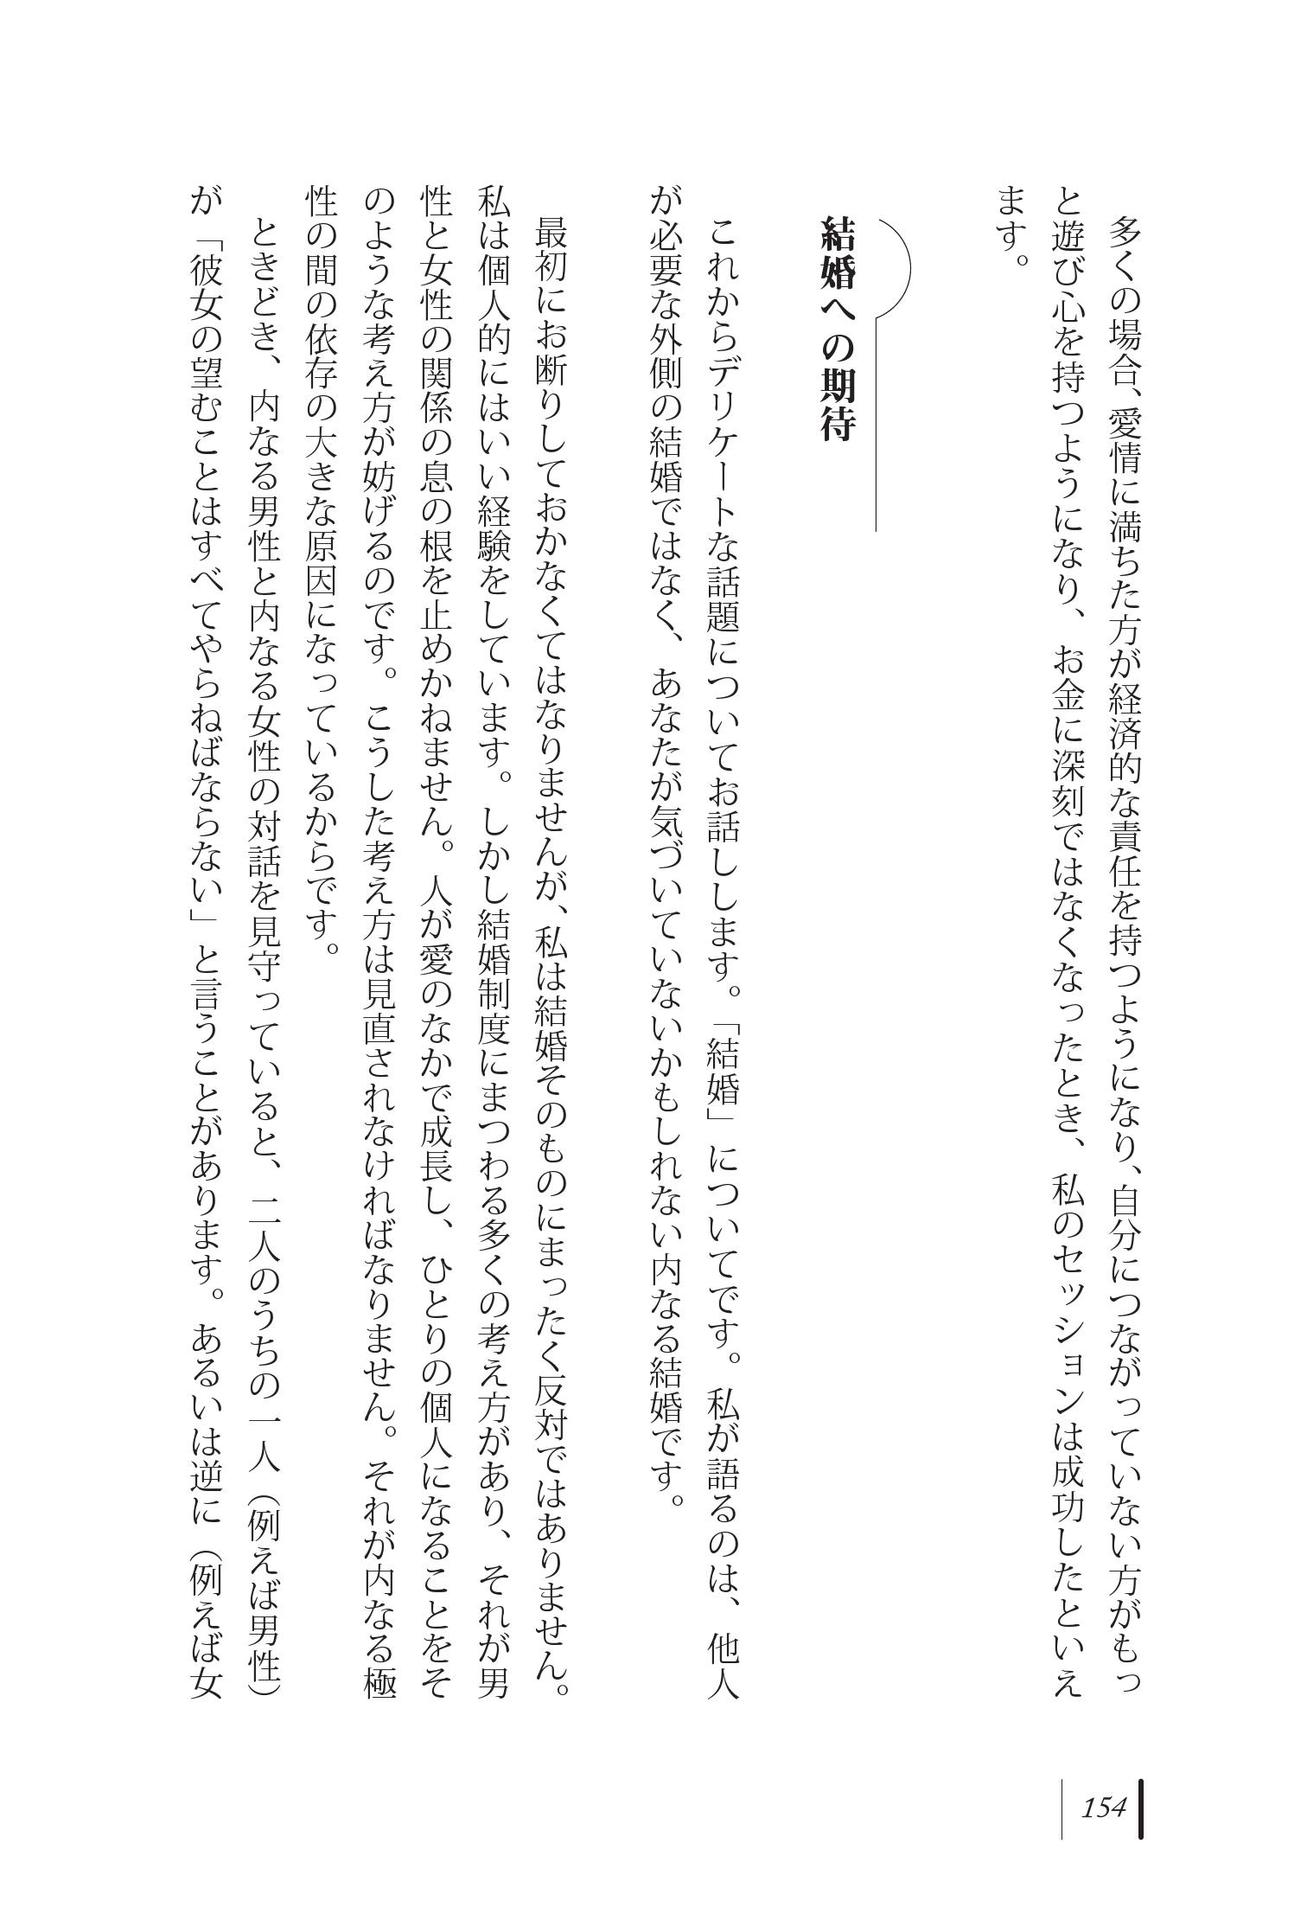 多くの場合、愛情に満ちた方が経済的な責任を持つようになり、自分につながっていない方がもっ
と遊び心を持つようになり、お金に深刻ではなくなったとき、私のセッションは成功したといえ
ます。
結婚への期待
　これからデリケートな話題についてお話しします。「結婚」についてです。私が語るのは、他人
が必要な外側の結婚ではなく、あなたが気づいていないかもしれない内なる結婚です。
　最初にお断りしておかなくてはなりませんが、私は結婚そのものにまったく反対ではありません。
私は個人的にはいい経験をしています。しかし結婚制度にまつわる多くの考え方があり、それが男
性と女性の関係の息の根を止めかねません。人が愛のなかで成長し、ひとりの個人になることをそ
のような考え方が妨げるのです。こうした考え方は見直されなければなりません。それが内なる極
性の間の依存の大きな原因になっているからです。
　ときどき、内なる男性と内なる女性の対話を見守っていると、二人のうちの一人（例えば男性）
が「彼女の望むことはすべてやらねばならない」と言うことがあります。あるいは逆に（例えば女
154